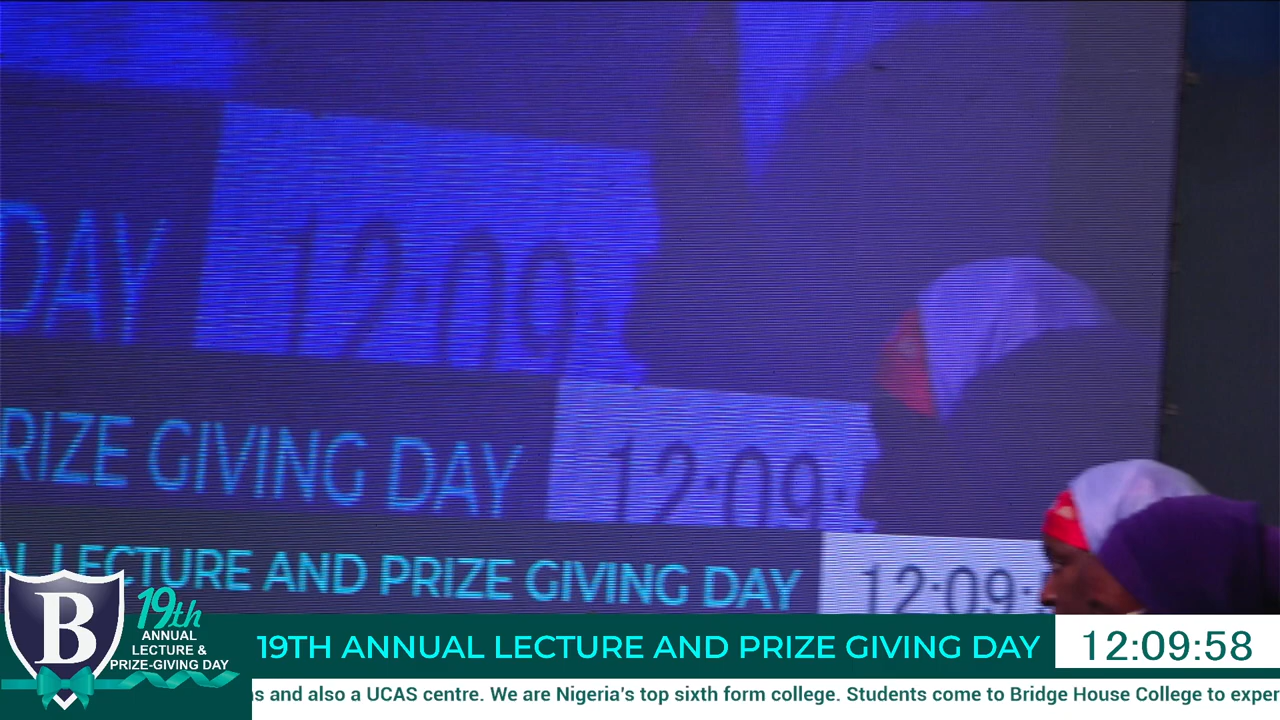 DAY 12:09:
RIZE GIVING DAY 12:09:
AL LECTURE AND PRIZE GIVING DAY 12:09:
B
19th
ANNUAL
LECTURE &
PRIZE-GIVING DAY
19TH ANNUAL LECTURE AND PRIZE GIVING DAY 12:09:58
s and also a UCAS centre. We are Nigeria's top sixth form college. Students come to Bridge House College to exper